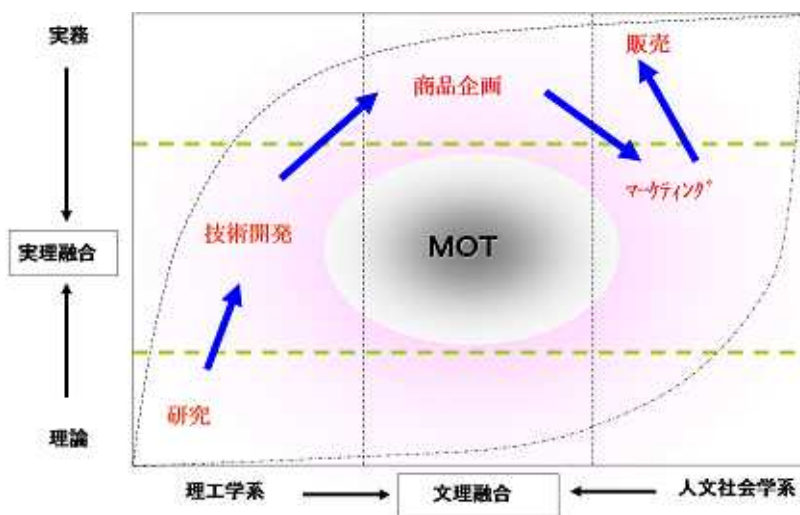 実務
販売
商品企画
マーケティング
技術開発
MOT
実理融合
研究
理論
理工学系
文理融合
人文社会学系